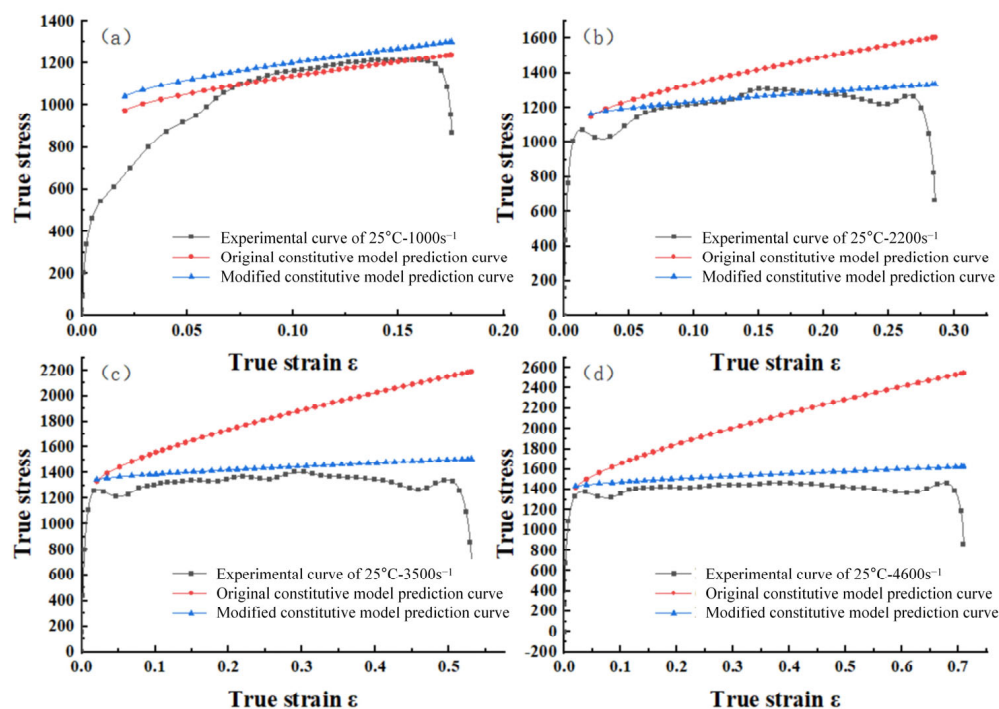 (a)
True stress
1400
1200
1000
800
600
400
200
0
Experimental curve of 25°C-1000s⁻¹
Original constitutive model prediction curve
Modified constitutive model prediction curve
0.00 0.05 0.10 0.15 0.20
True strain ε
(b)
True stress
1600
1400
1200
1000
800
600
400
200
0
Experimental curve of 25°C-2200s⁻¹
Original constitutive model prediction curve
Modified constitutive model prediction curve
0.00 0.05 0.10 0.15 0.20 0.25 0.30
True strain ε
(c)
True stress
2200
2000
1800
1600
1400
1200
1000
800
600
400
200
0
Experimental curve of 25°C-3500s⁻¹
Original constitutive model prediction curve
Modified constitutive model prediction curve
0.0 0.1 0.2 0.3 0.4 0.5
True strain ε
(d)
True stress
2600
2400
2200
2000
1800
1600
1400
1200
1000
800
600
400
200
0
-200
Experimental curve of 25°C-4600s⁻¹
Original constitutive model prediction curve
Modified constitutive model prediction curve
0.0 0.1 0.2 0.3 0.4 0.5 0.6 0.7
True strain ε